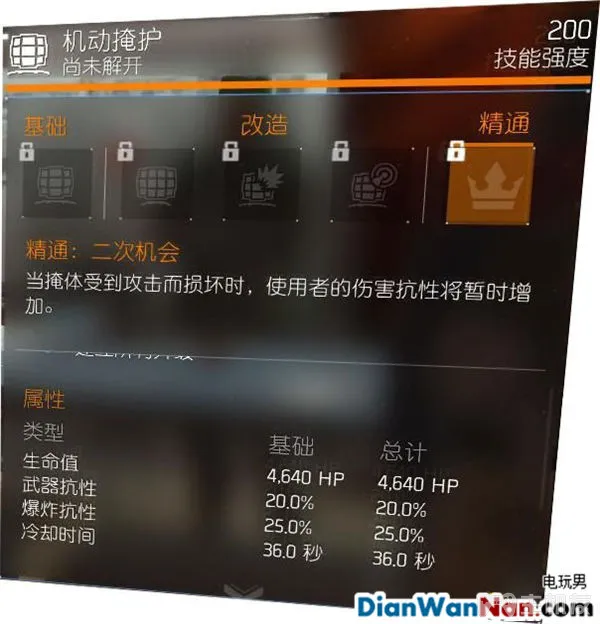 机动掩护
200
尚未解开
技能强度
基础
改造
精通
精通：二次机会
当掩体受到攻击而损坏时，使用者的伤害抗性将暂时增
加。
属性
类型 基础 总计
生命值 4,640 HP 4,640 HP
武器抗性 20.0% 20.0%
爆炸抗性 25.0% 25.0%
冷却时间 36.0 秒 36.0 秒
电玩男
DianWanNan.com